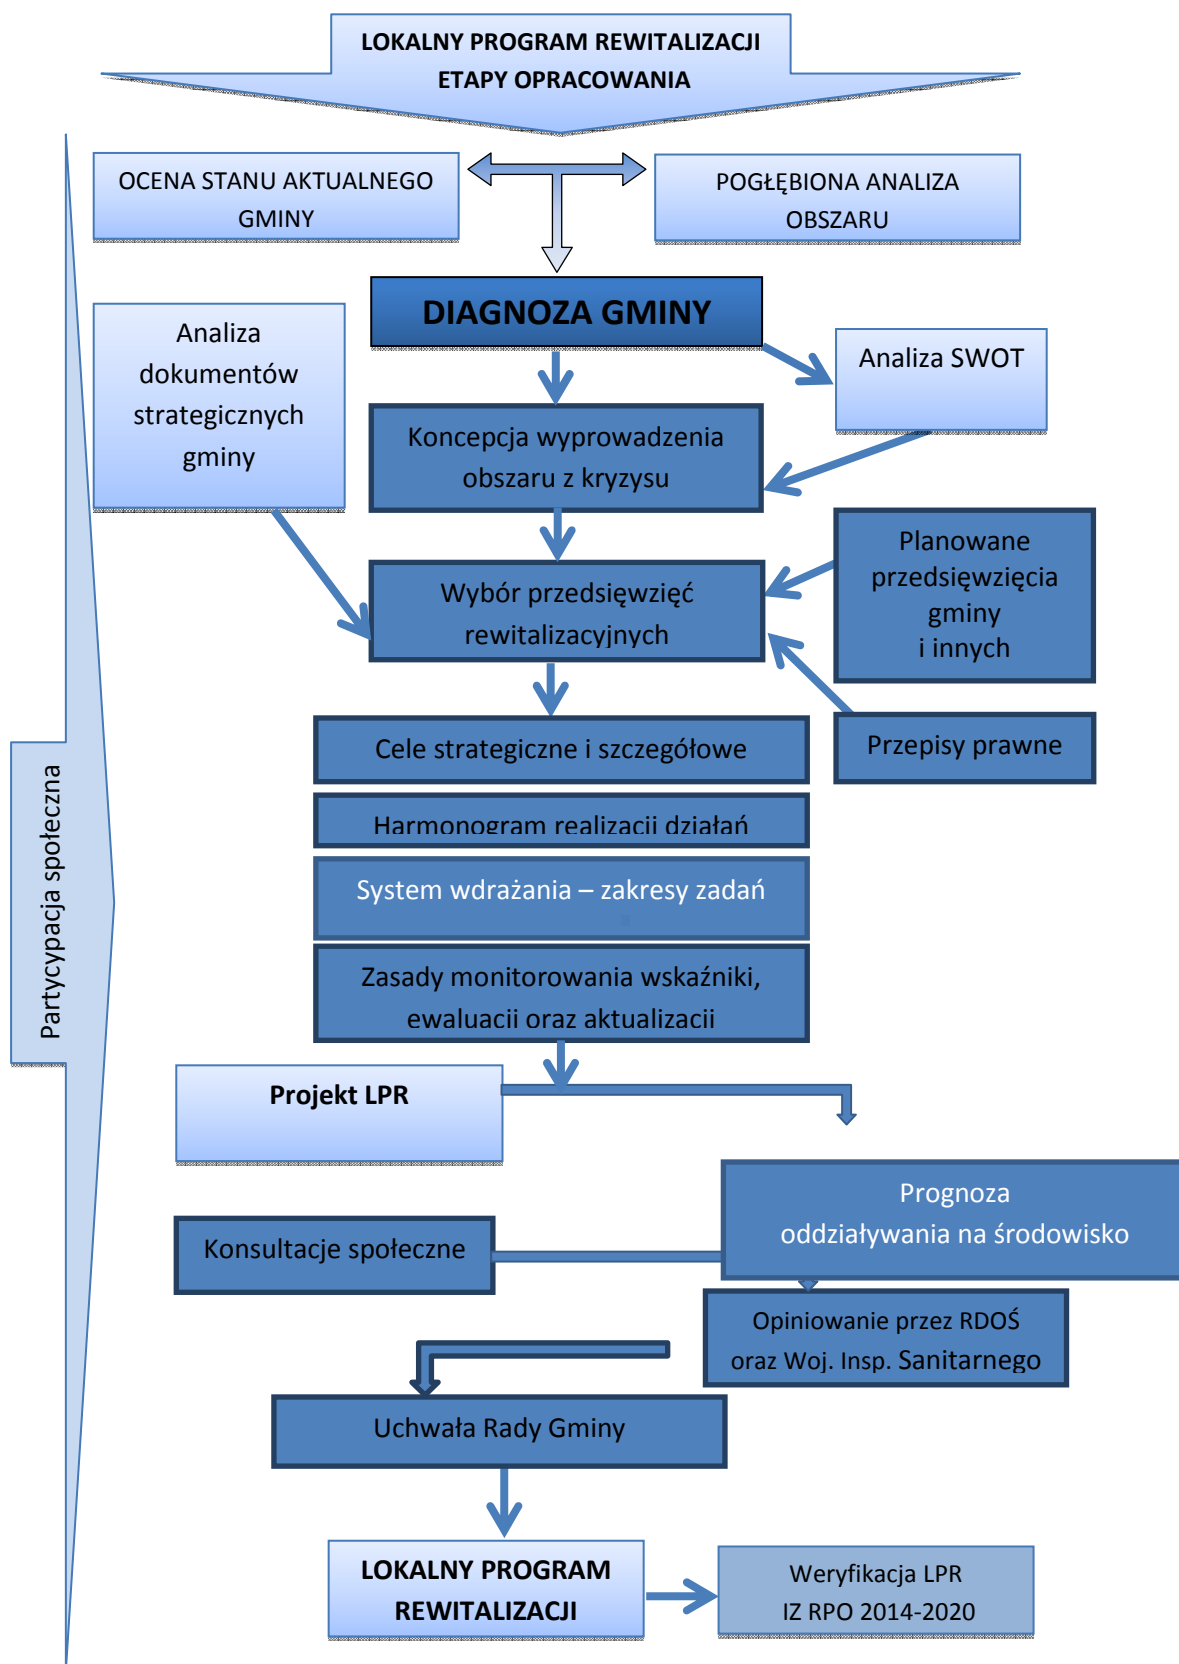 LOKALNY PROGRAM REWITALIZACJI
ETAPY OPRACOWANIA
OCENA STANU AKTUALNEGO
GMINY
POGŁĘBIONA ANALIZA
OBSZARU
DIAGNOZA GMINY
Analiza
dokumentów
strategicznych
gminy
Analiza SWOT
Koncepcja wyprowadzenia
obszaru z kryzysu
Planowane
przedsięwzięcia
gminy
i innych
Wybór przedsięwzięć
rewitalizacyjnych
Przepisy prawne
Cele strategiczne i szczegółowe
Harmonogram realizacji działań
System wdrażania – zakresy zadań
Zasady monitorowania wskaźniki,
ewaluacji oraz aktualizacji
Partycypacja społeczna
Projekt LPR
Prognoza
oddziaływania na środowisko
Konsultacje społeczne
Opiniowanie przez RDOŚ
oraz Woj. Insp. Sanitarnego
Uchwała Rady Gminy
LOKALNY PROGRAM
REWITALIZACJI
Weryfikacja LPR
IZ RPO 2014-2020